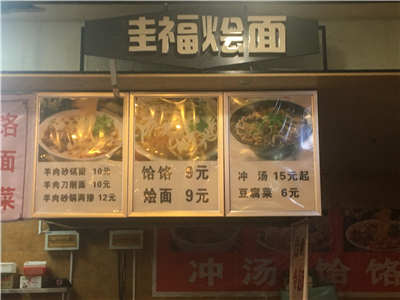 圭福烩面
羊肉砂锅面 10元
羊肉刀削面 10元
羊肉砂锅两掺 12元
饸饹 9元
烩面 9元
冲汤 15元起
豆腐菜 6元
饹
面
菜
冲汤 饸饹